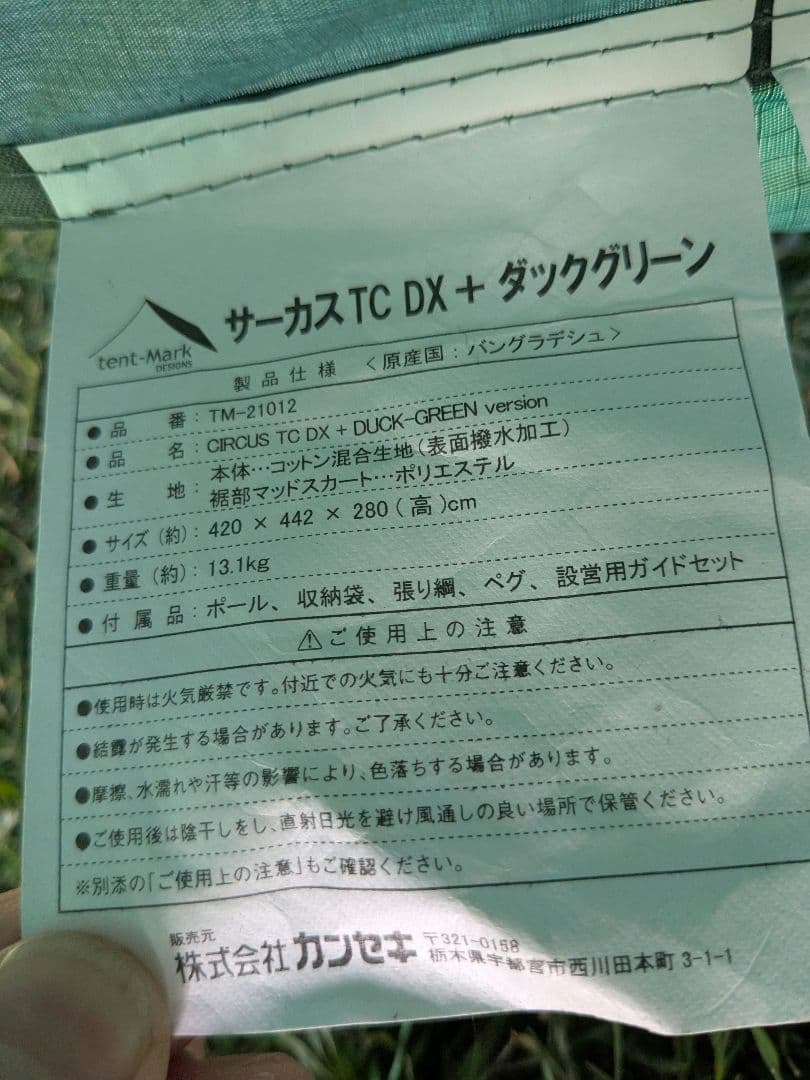 tent-Mark
DESIGNS
サーカスTC DX + ダックグリーン
製品仕様 〈原産国：バングラデシュ〉
●品番：TM-21012
●品名：CIRCUS TC DX + DUCK-GREEN version
●生地：本体…コットン混合生地(表面撥水加工)
裾部マッドスカート…ポリエステル
●サイズ(約)：420 × 442 × 280(高)cm
●重量(約)：13.1kg
●付属品：ポール、収納袋、張り綱、ペグ、設営用ガイドセット
⚠ご使用上の注意
●使用時は火気厳禁です。付近での火気にも十分ご注意ください。
●結露が発生する場合があります。ご了承ください。
●摩擦、水濡れや汗等の影響により、色落ちする場合があります。
●ご使用後は陰干しをし、直射日光を避け風通しの良い場所で保管ください。
※別添の「ご使用上の注意」もご確認ください。
販売元
株式会社カンセキ
〒321-0158
栃木県宇都宮市西川田本町 3-1-1